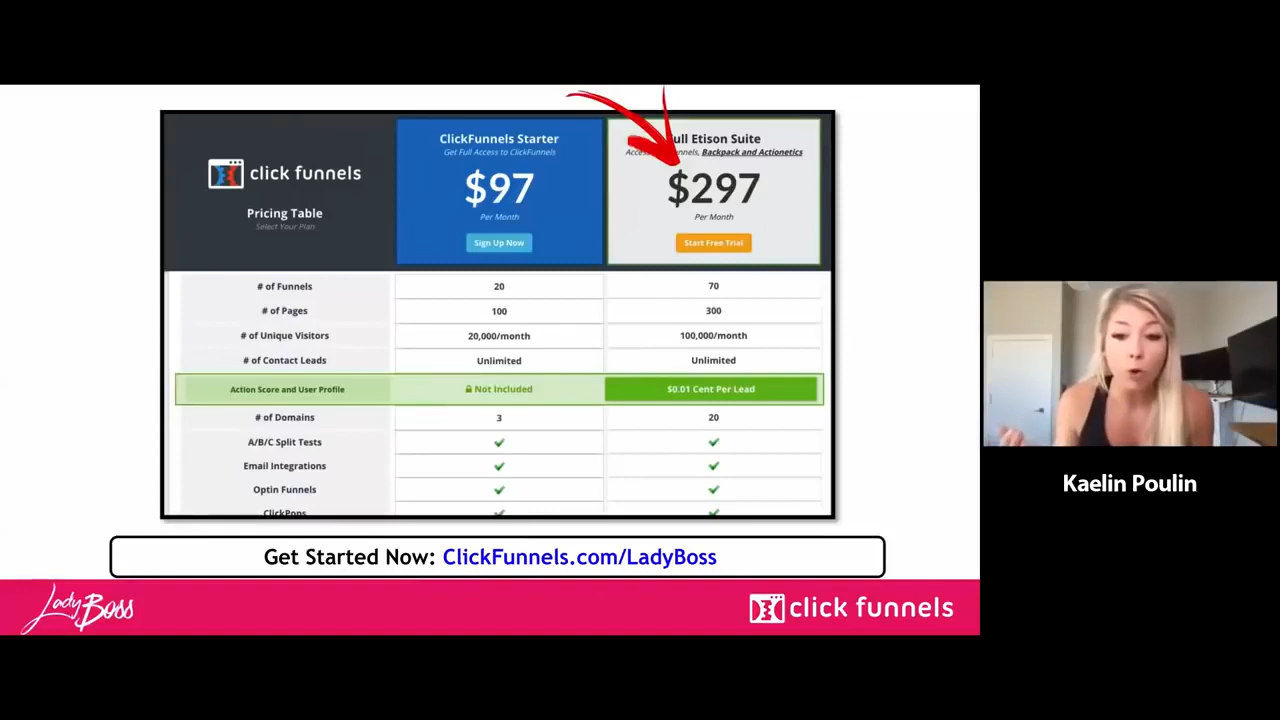 click funnels
Pricing Table
Select Your Plan
ClickFunnels Starter
Get Full Access to ClickFunnels
$97
Per Month
Sign Up Now
ull Etison Suite
Backpack and Actionetics
$297
Per Month
Start Free Trial
# of Funnels 20 70
# of Pages 100 300
# of Unique Visitors 20,000/month 100,000/month
# of Contact Leads Unlimited Unlimited
Action Score and User Profile Not Included $0.01 Cent Per Lead
# of Domains 3 20
A/B/C Split Tests
Email Integrations
Optin Funnels
ClickPops
Get Started Now: ClickFunnels.com/LadyBoss
Lady Boss
click funnels
Kaelin Poulin